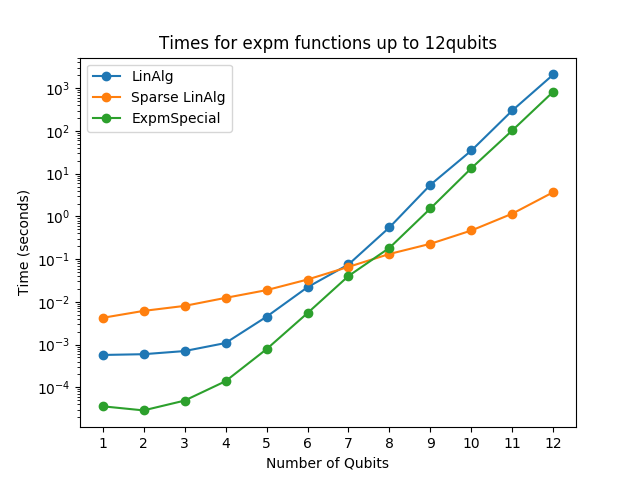 Times for expm functions up to 12qubits
LinAlg
Sparse LinAlg
ExpmSpecial
Time (seconds)
10³
10²
10¹
10⁰
10⁻¹
10⁻²
10⁻³
10⁻⁴
1 2 3 4 5 6 7 8 9 10 11 12
Number of Qubits